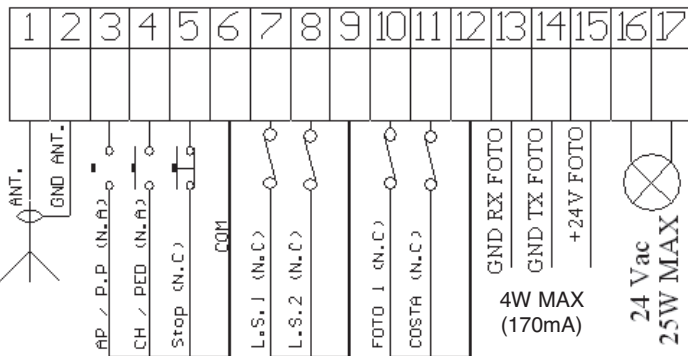 1 2 3 4 5 6 7 8 9 10 11 12 13 14 15 16 17
ANT.
GND ANT.
AP / P.P (N.A)
CH / PED (N.A)
Stop (N.C)
COM
L.S.1 (N.C)
L.S.2 (N.C)
FOTO 1 (N.C)
COSTA (N.C)
GND RX FOTO
GND TX FOTO
+24V FOTO
4W MAX
(170mA)
24 Vac
25W MAX